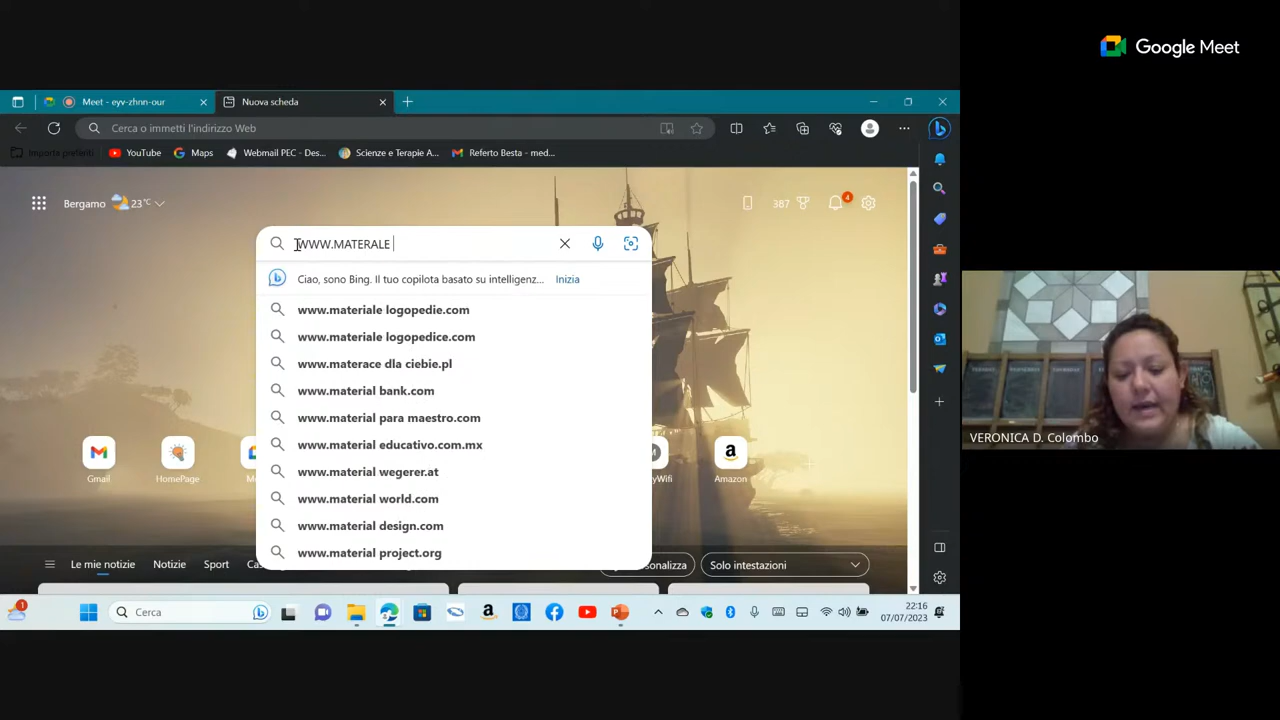 Google Meet
Meet - eyv-zhnn-our
Nuova scheda
Cerca o immetti l'indirizzo Web
Importa preferiti
YouTube
Maps
Webmail PEC - Des...
Scienze e Terapie A...
Referto Besta - med...
Bergamo
23°C
387
4
WWW.MATERALE
Ciao, sono Bing. Il tuo copilota basato su intelligenz...
Inizia
www.materiale logopedie.com
www.materiale logopedice.com
www.materace dla ciebie.pl
www.material bank.com
www.material para maestro.com
www.material educativo.com.mx
www.material wegerer.at
www.material world.com
www.material design.com
www.material project.org
VERONICA D. Colombo
Gmail
HomePage
Amazon
Le mie notizie
Notizie
Sport
Solo intestazioni
1
Cerca
22:16
07/07/2023